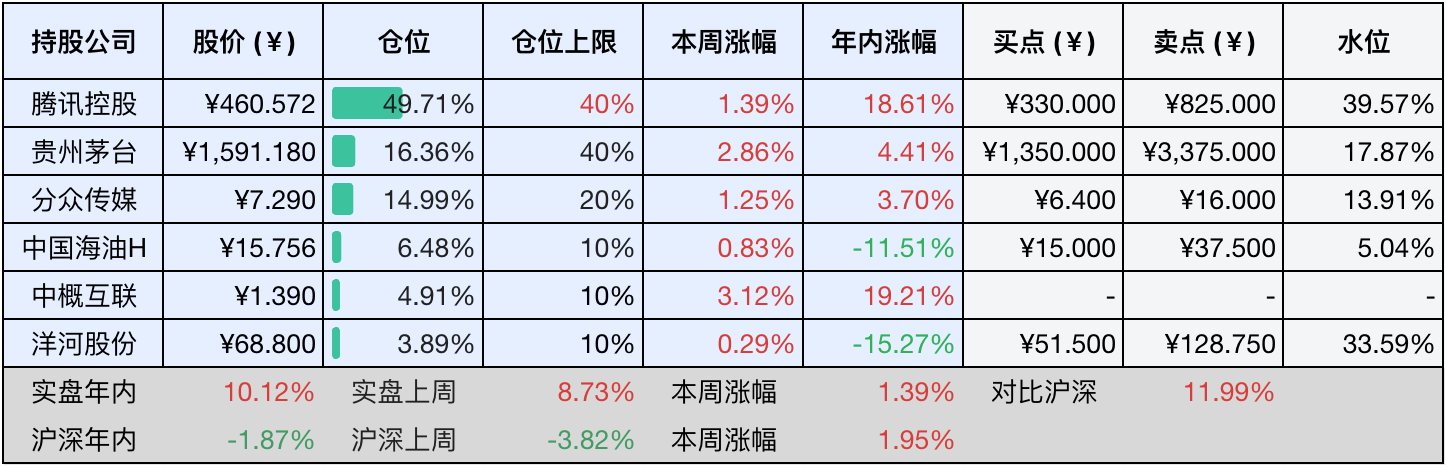 持股公司 股价 (¥) 仓位 仓位上限 本周涨幅 年内涨幅 买点 (¥) 卖点 (¥) 水位
腾讯控股 ¥460.572 49.71% 40% 1.39% 18.61% ¥330.000 ¥825.000 39.57%
贵州茅台 ¥1,591.180 16.36% 40% 2.86% 4.41% ¥1,350.000 ¥3,375.000 17.87%
分众传媒 ¥7.290 14.99% 20% 1.25% 3.70% ¥6.400 ¥16.000 13.91%
中国海油H ¥15.756 6.48% 10% 0.83% -11.51% ¥15.000 ¥37.500 5.04%
中概互联 ¥1.390 4.91% 10% 3.12% 19.21% - - -
洋河股份 ¥68.800 3.89% 10% 0.29% -15.27% ¥51.500 ¥128.750 33.59%
实盘年内 10.12% 实盘上周 8.73% 本周涨幅 1.39% 对比沪深 11.99%
沪深年内 -1.87% 沪深上周 -3.82% 本周涨幅 1.95%